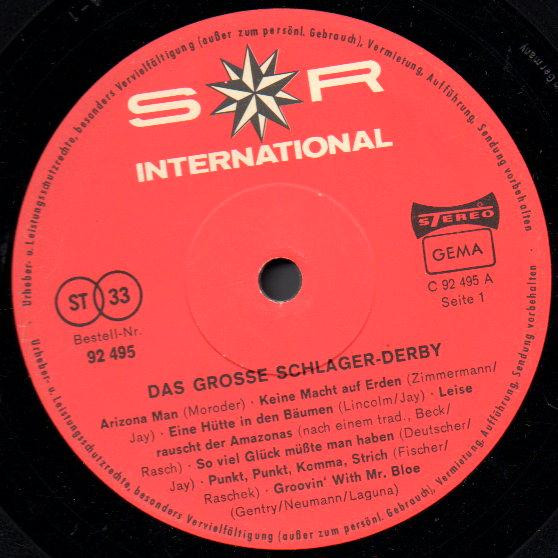 Urheber- u. Leistungsschutzrechte, besonders Vervielfältigung (außer zum persönl. Gebrauch), Vermietung, Aufführung, Sendung vorbehalten
S R
INTERNATIONAL
STEREO
GEMA
C 92 495 A
Seite 1
ST 33
Bestell-Nr.
92 495
DAS GROSSE SCHLAGER-DERBY
Arizona Man (Moroder) · Keine Macht auf Erden (Zimmermann/
Jay) · Eine Hütte in den Bäumen (Lincolm/Jay) · Leise
rauscht der Amazonas (nach einem trad., Beck/
Rasch) · So viel Glück müßte man haben (Deutscher/
Jay) · Punkt, Punkt, Komma, Strich (Fischer/
Raschek) · Groovin' With Mr. Bloe
(Gentry/Neumann/Laguna)
Urheber- u. Leistungsschutzrechte, besonders Vervielfältigung (außer zum persönl. Gebrauch), Vermietung, Aufführung, Sendung vorbehalten